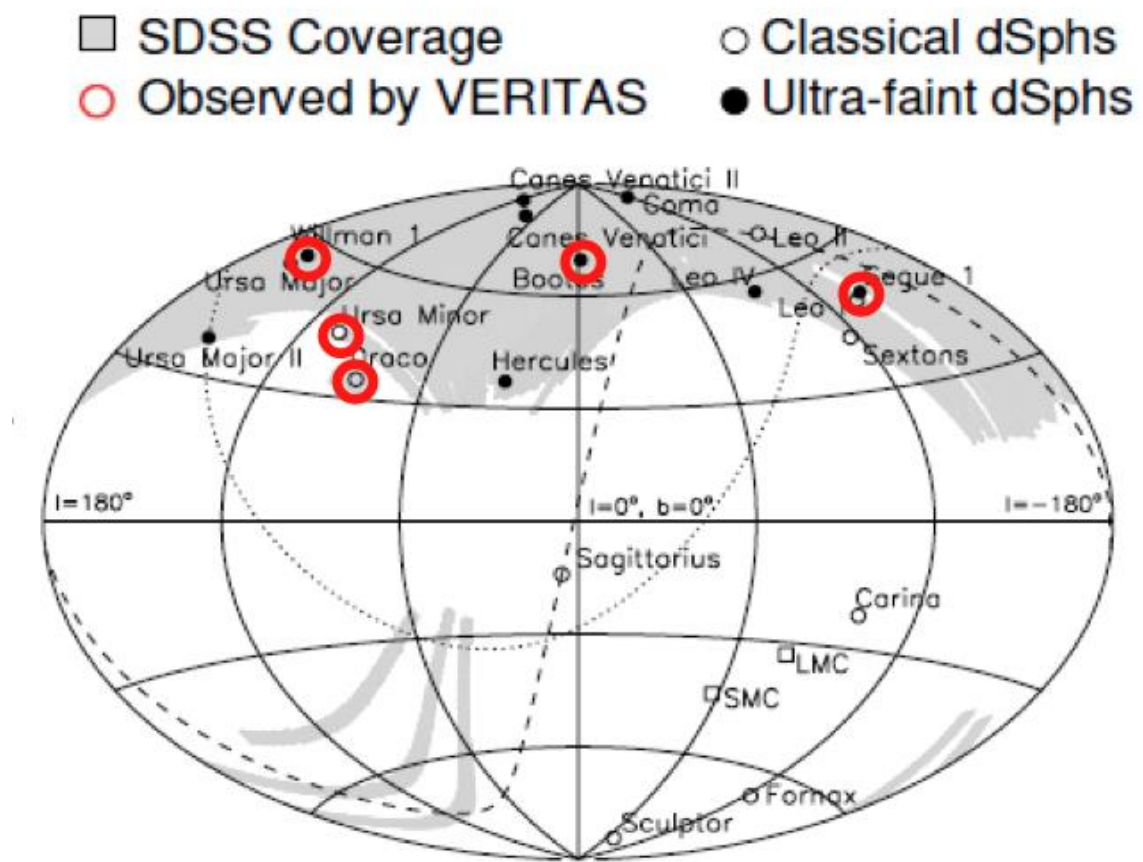 SDSS Coverage
Classical dSphs
Observed by VERITAS
Ultra-faint dSphs
Canes Venatici II
Coma
Willman 1
Canes Venatici
Leo II
Ursa Major
Bootes
Leo IV
Segue 1
Leo I
Ursa Minor
Sextans
Ursa Major II
Draco
Hercules
l=180°
l=0°, b=0°
l=-180°
Sagittarius
Carina
LMC
SMC
Fornax
Sculptor